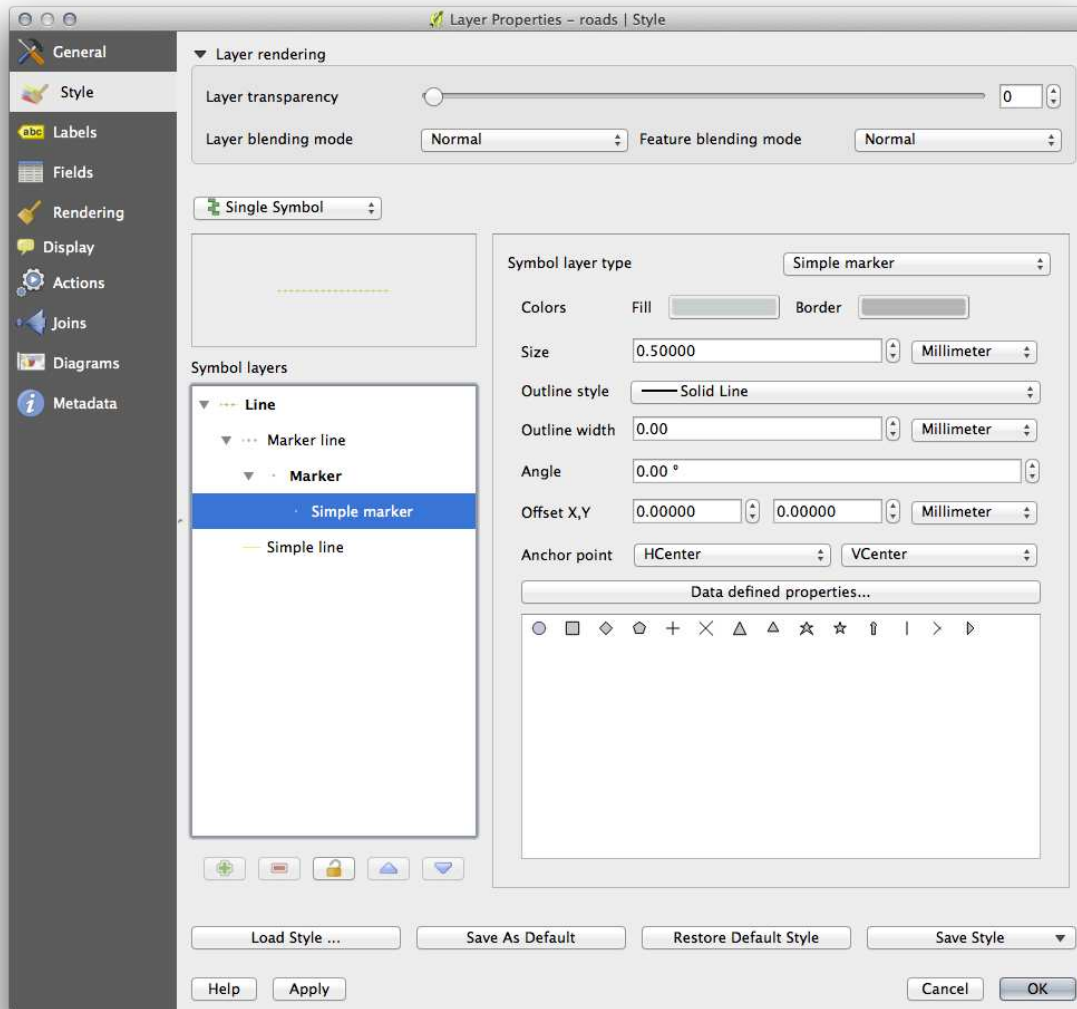 Layer Properties – roads | Style
General
Style
abc Labels
Fields
Rendering
Display
Actions
Joins
Diagrams
i Metadata
Layer rendering
Layer transparency 0
Layer blending mode Normal Feature blending mode Normal
Single Symbol
Symbol layers
Line
Marker line
Marker
Simple marker
Simple line
Symbol layer type Simple marker
Colors Fill Border
Size 0.50000 Millimeter
Outline style Solid Line
Outline width 0.00 Millimeter
Angle 0.00 °
Offset X,Y 0.00000 0.00000 Millimeter
Anchor point HCenter VCenter
Data defined properties...
Load Style ... Save As Default Restore Default Style Save Style
Help Apply Cancel OK